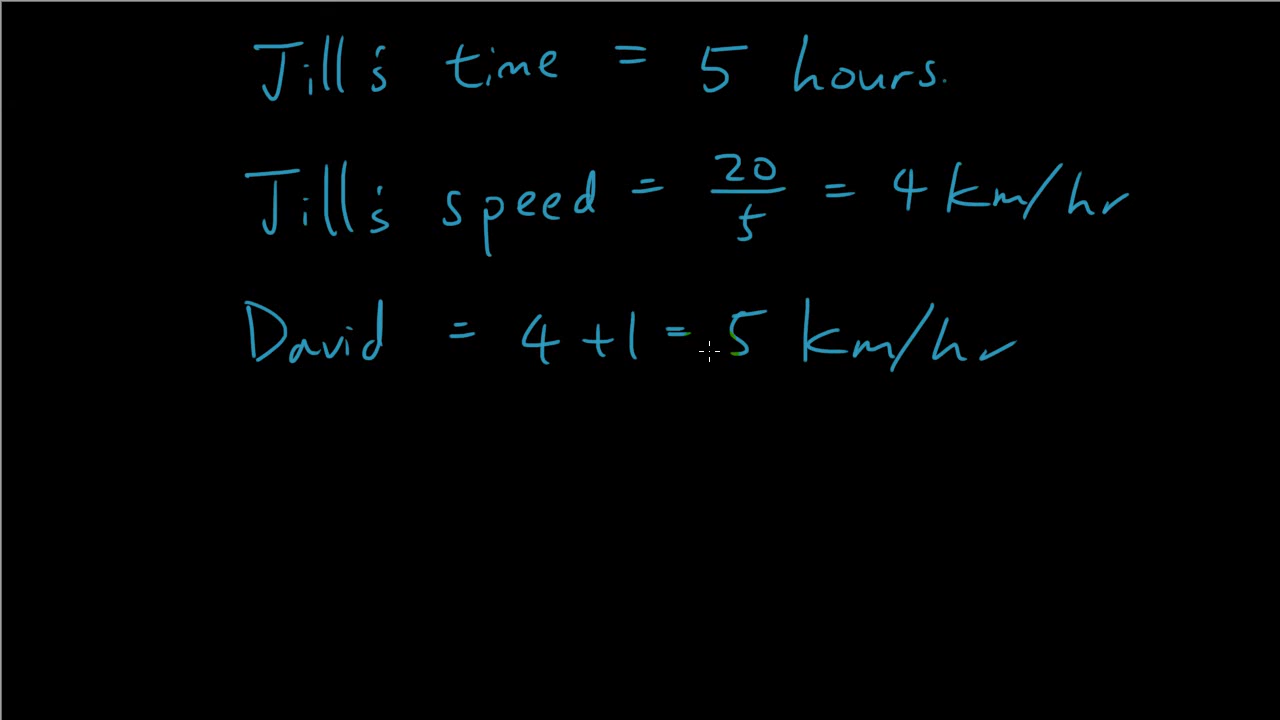 Jill's time = 5 hours.
Jill's speed = 20/5 = 4 km/hr
David = 4 + 1 = 5 km/hr